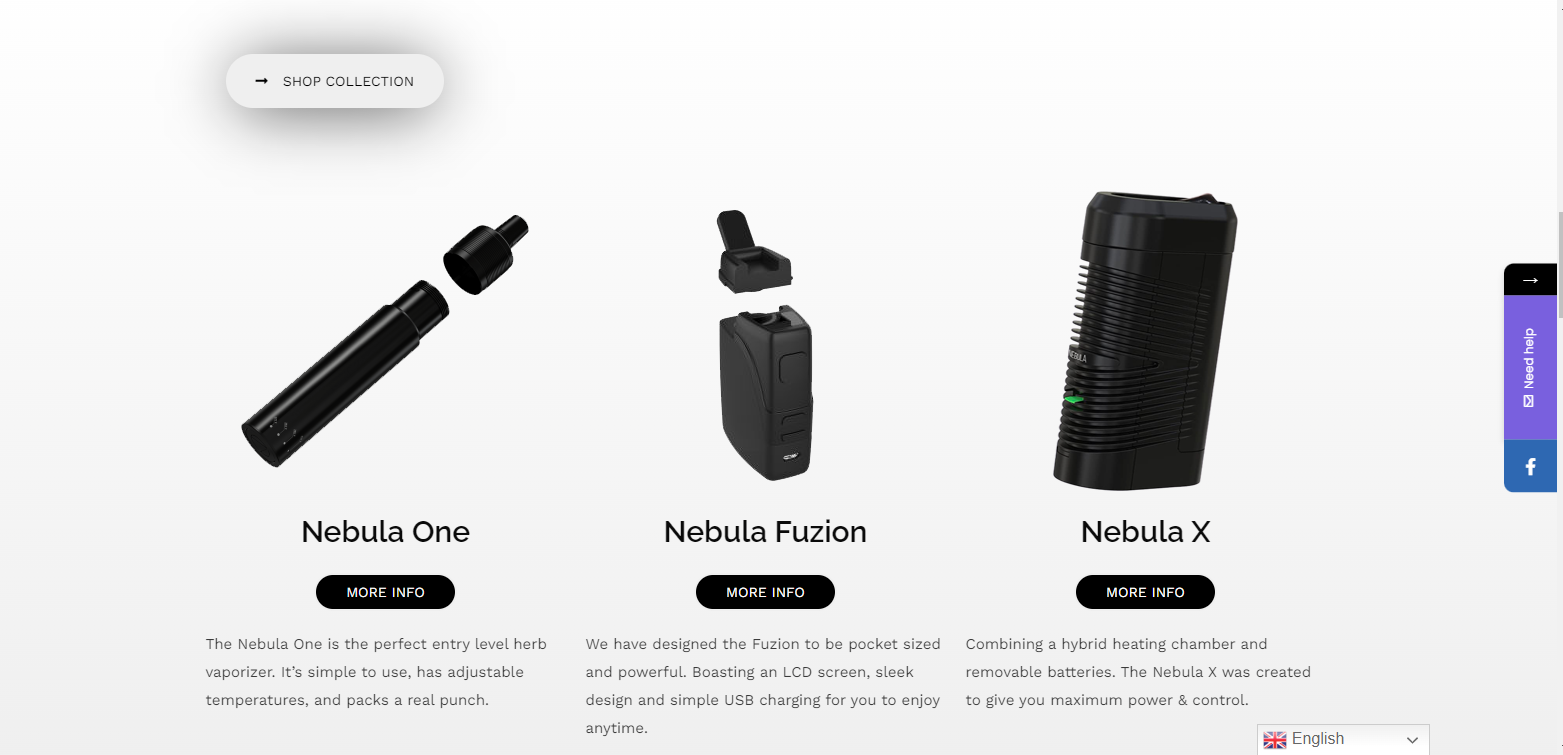 SHOP COLLECTION
NEBULA
Need help
Nebula One
Nebula Fuzion
Nebula X
MORE INFO
MORE INFO
MORE INFO
The Nebula One is the perfect entry level herb
vaporizer. It’s simple to use, has adjustable
temperatures, and packs a real punch.
We have designed the Fuzion to be pocket sized
and powerful. Boasting an LCD screen, sleek
design and simple USB charging for you to enjoy
anytime.
Combining a hybrid heating chamber and
removable batteries. The Nebula X was created
to give you maximum power & control.
English